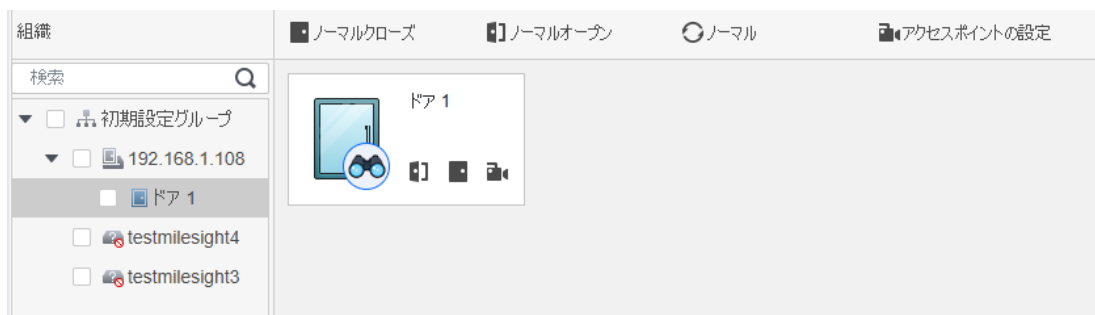 組織
ノーマルクローズ ノーマルオープン ノーマル アクセスポイントの設定
検索
初期設定グループ
192.168.1.108
ドア 1
testmilesight4
testmilesight3
ドア 1